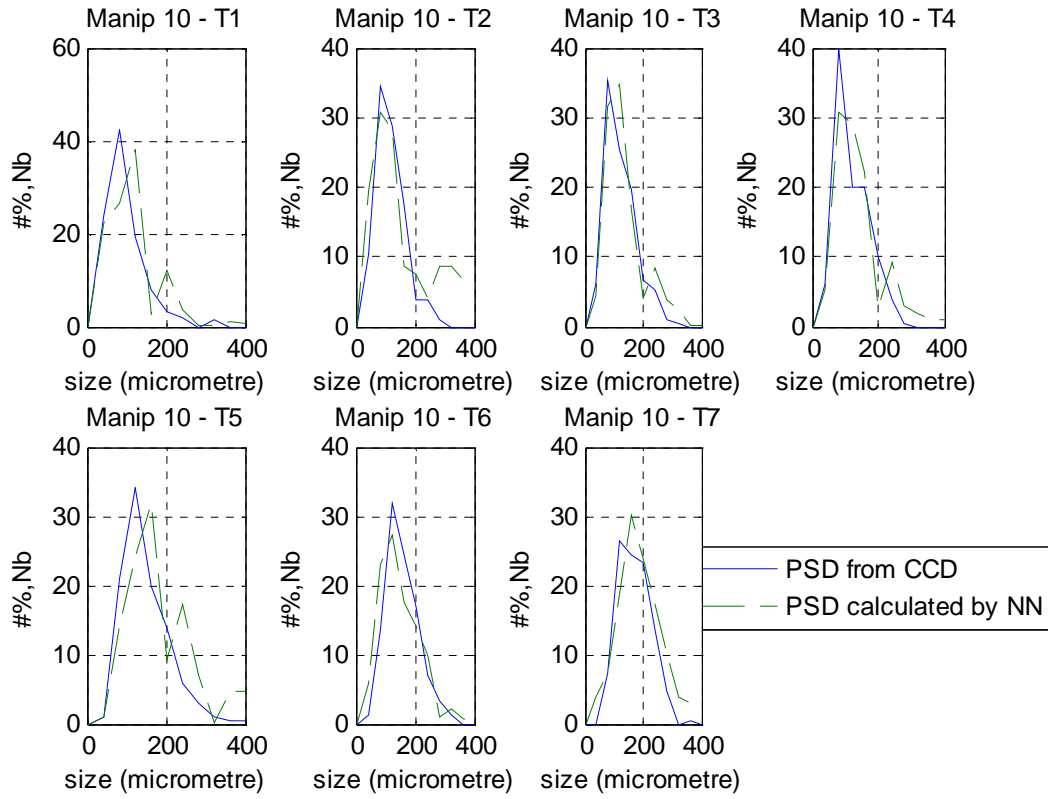 Manip 10 - T1
Manip 10 - T2
Manip 10 - T3
Manip 10 - T4
60
40
20
0
#%,Nb
0 200 400
size (micrometre)
40
30
20
10
0
#%,Nb
0 200 400
size (micrometre)
40
30
20
10
0
#%,Nb
0 200 400
size (micrometre)
40
30
20
10
0
#%,Nb
0 200 400
size (micrometre)
Manip 10 - T5
Manip 10 - T6
Manip 10 - T7
40
30
20
10
0
#%,Nb
0 200 400
size (micrometre)
40
30
20
10
0
#%,Nb
0 200 400
size (micrometre)
40
30
20
10
0
#%,Nb
0 200 400
size (micrometre)
PSD from CCD
PSD calculated by NN